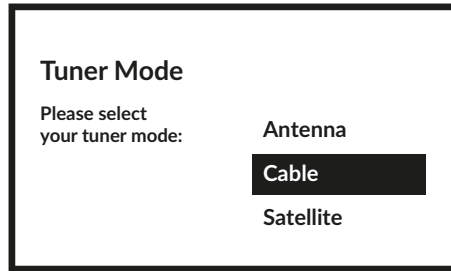 Tuner Mode
Please select
your tuner mode:
Antenna
Cable
Satellite